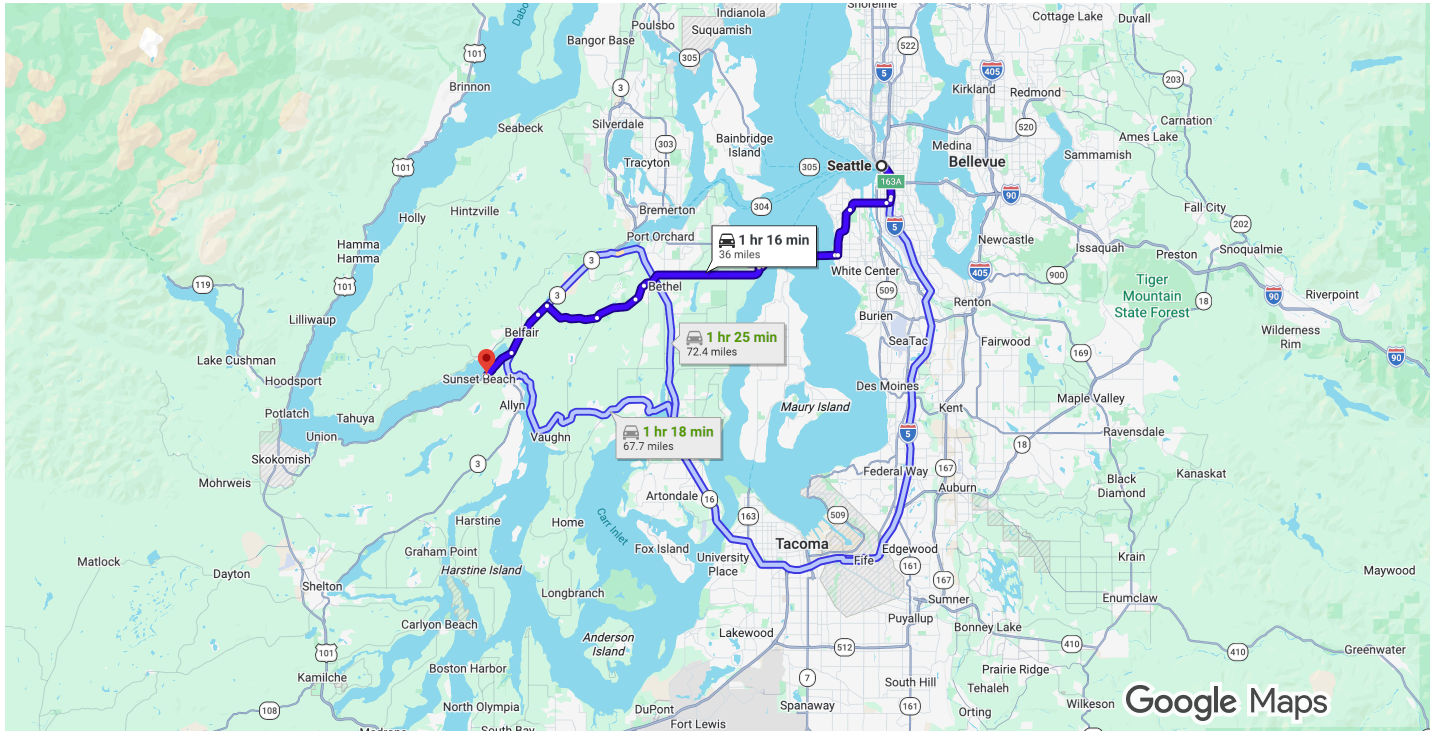 Indianola
Shoreline
Cottage Lake
Duvall
Poulsbo
Suquamish
Dabo
Bangor Base
522
101
305
5
405
203
Brinnon
3
Kirkland
Redmond
Carnation
Seabeck
Silverdale
303
Bainbridge
Island
520
Ames Lake
Medina
Sammamish
101
Tracyton
305
Seattle
Bellevue
163A
90
Holly
Hintzville
Bremerton
304
Fall City
202
Port Orchard
5
Newcastle
Hamma
Hamma
1 hr 16 min
36 miles
Issaquah
Preston
Snoqualmie
3
White Center
405
900
119
101
3
Bethel
509
Tiger
Mountain
State Forest
90
Riverpoint
Renton
18
Lilliwaup
Burien
Belfair
1 hr 25 min
72.4 miles
SeaTac
Fairwood
Wilderness
Rim
169
90
Lake Cushman
Hoodsport
Sunset Beach
Des Moines
Potlatch
Tahuya
Allyn
Maury Island
Kent
Maple Valley
Union
Vaughn
1 hr 18 min
67.7 miles
5
18
Ravensdale
Skokomish
3
Federal Way
167
Kanaskat
Mohrweis
Auburn
Black
Diamond
Artondale
16
163
509
Harstine
Home
Carr Inlet
Tacoma
Graham Point
Fox Island
University
Place
Fife
Edgewood
Krain
Matlock
Dayton
Harstine Island
161
167
Maywood
Shelton
Longbranch
Sumner
Enumclaw
Carlyon Beach
Puyallup
Anderson
Island
Lakewood
Bonney Lake
101
512
410
410
Greenwater
Kamilche
Boston Harbor
7
South Hill
Prairie Ridge
Tehaleh
108
North Olympia
DuPont
Spanaway
161
Orting
Wilkeson
Google Maps
Fort Lewis
South Bay